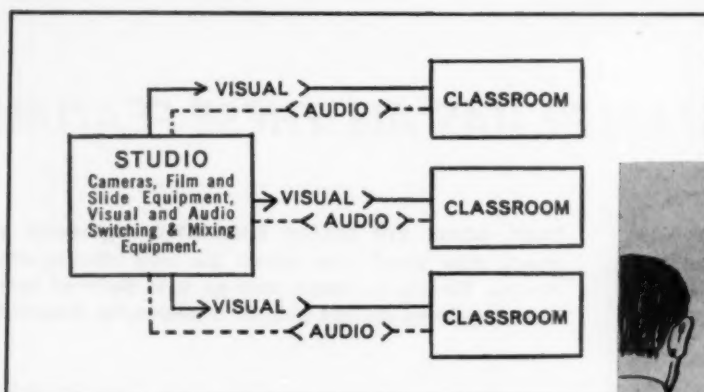 VISUAL
AUDIO
CLASSROOM
STUDIO
Cameras, Film and
Slide Equipment,
Visual and Audio
Switching & Mixing
Equipment.
VISUAL
AUDIO
CLASSROOM
VISUAL
AUDIO
CLASSROOM